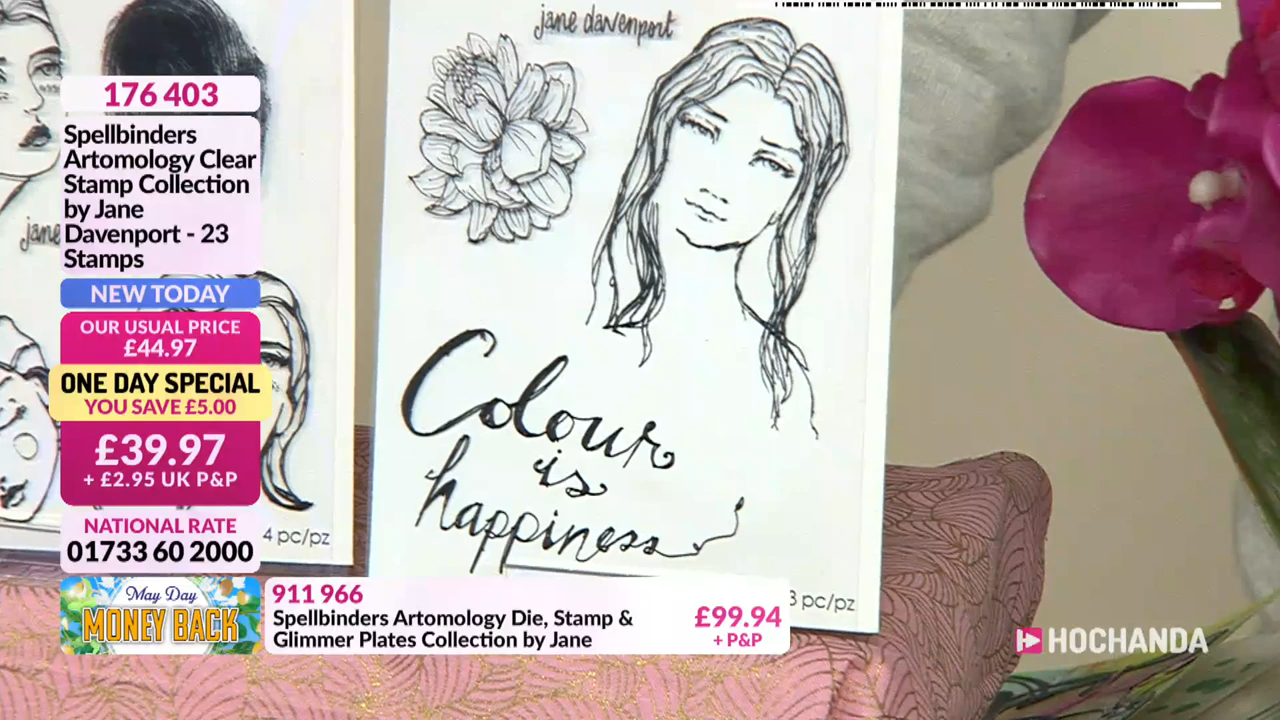 jane davenport
176 403
Spellbinders
Artomology Clear
Stamp Collection
by Jane
Davenport - 23
Stamps
jane
NEW TODAY
OUR USUAL PRICE
£44.97
ONE DAY SPECIAL
YOU SAVE £5.00
£39.97
+ £2.95 UK P&P
NATIONAL RATE
01733 60 2000
Colour
is
happiness
4 pc/pz
3 pc/pz
May Day
MONEY BACK
911 966
Spellbinders Artomology Die, Stamp &
Glimmer Plates Collection by Jane
£99.94
+ P&P
HOCHANDA